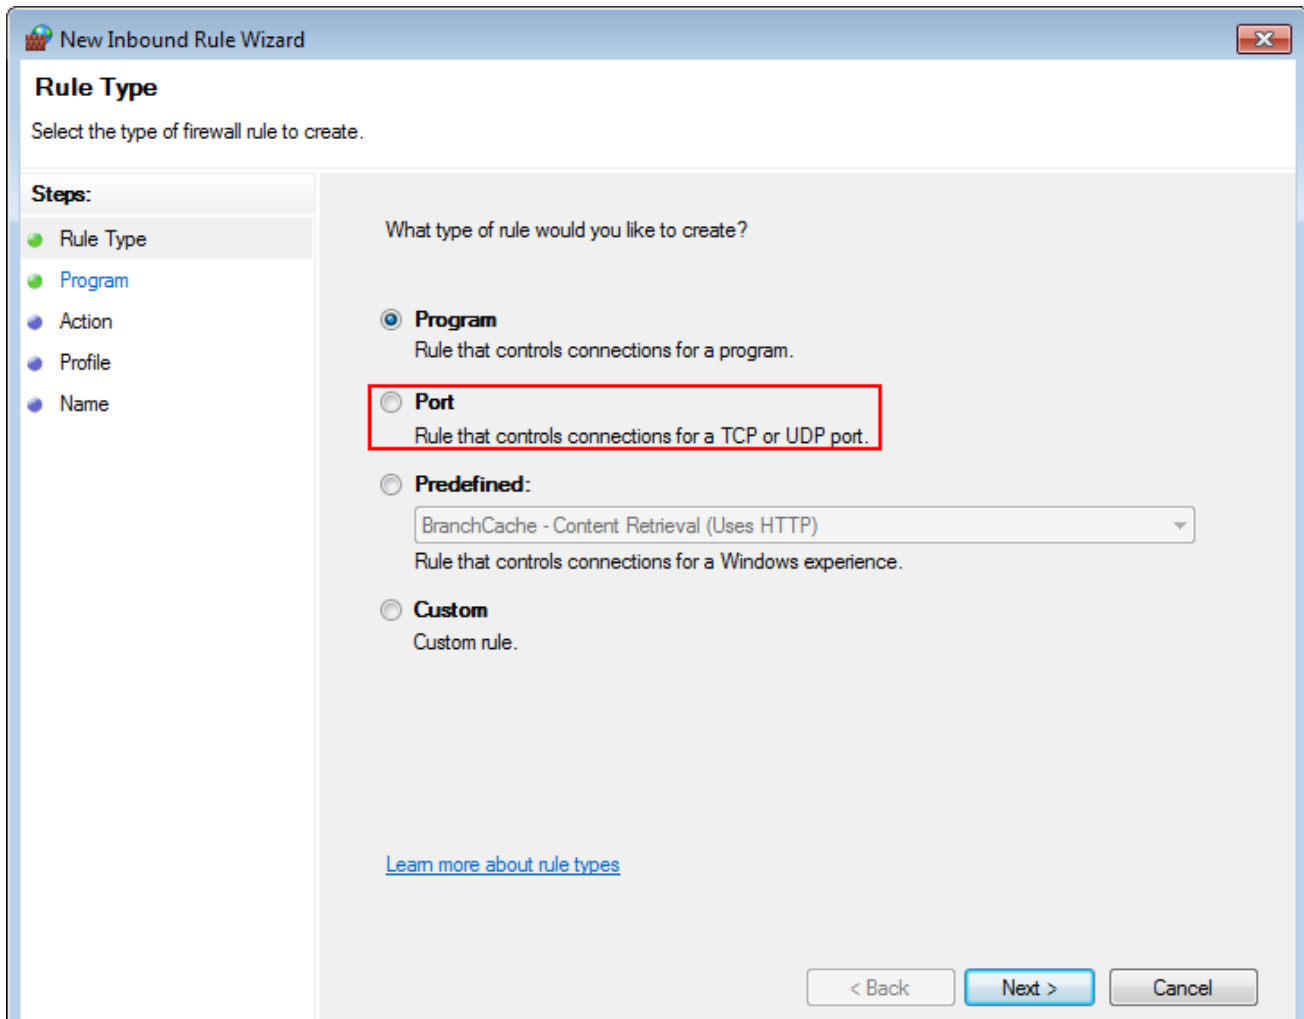 New Inbound Rule Wizard
Rule Type
Select the type of firewall rule to create.
Steps:
Rule Type
Program
Action
Profile
Name
What type of rule would you like to create?
Program
Rule that controls connections for a program.
Port
Rule that controls connections for a TCP or UDP port.
Predefined:
BranchCache - Content Retrieval (Uses HTTP)
Rule that controls connections for a Windows experience.
Custom
Custom rule.
Learn more about rule types
< Back Next > Cancel